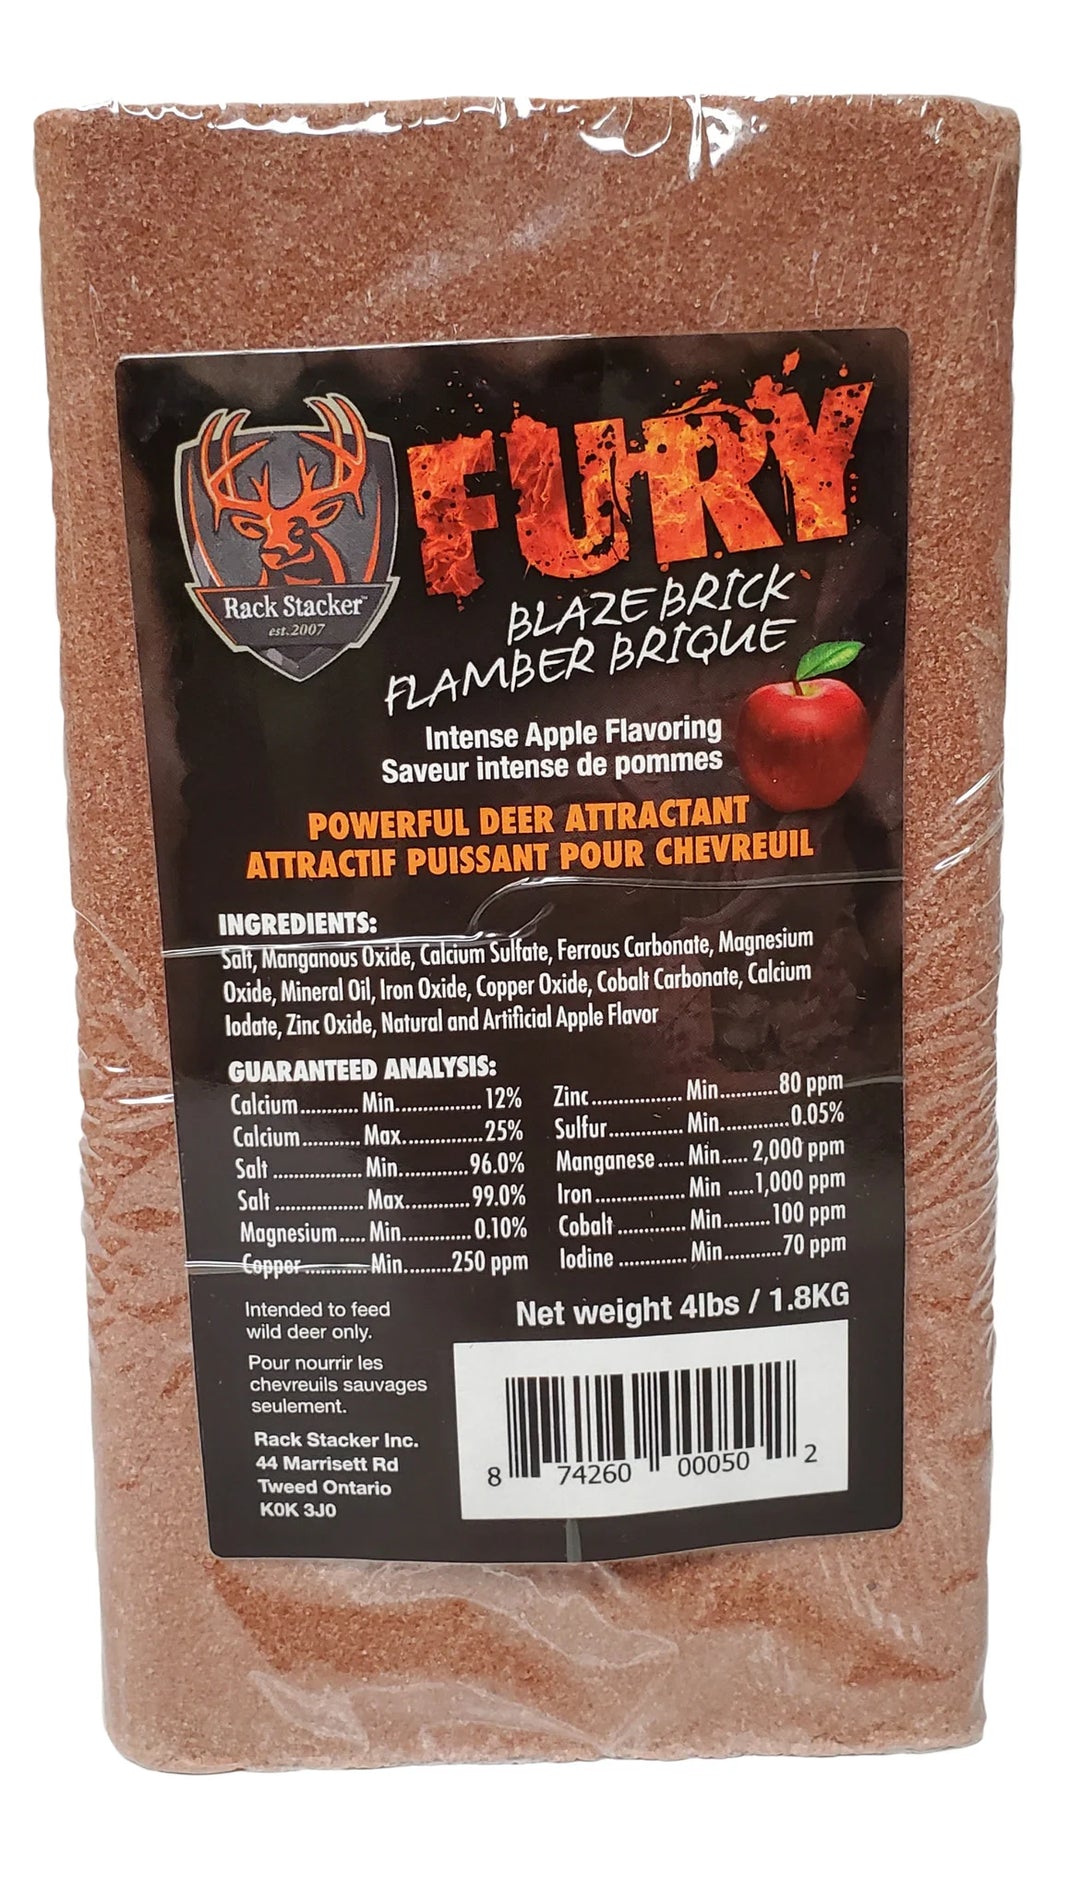 FURY
Rack Stacker™
est.2007
BLAZE BRICK
FLAMBER BRIQUE
Intense Apple Flavoring
Saveur intense de pommes
POWERFUL DEER ATTRACTANT
ATTRACTIF PUISSANT POUR CHEVREUIL
INGREDIENTS:
Salt, Manganous Oxide, Calcium Sulfate, Ferrous Carbonate, Magnesium
Oxide, Mineral Oil, Iron Oxide, Copper Oxide, Cobalt Carbonate, Calcium
Iodate, Zinc Oxide, Natural and Artificial Apple Flavor
GUARANTEED ANALYSIS:
Calcium........... Min................ 12%
Calcium........... Max................25%
Salt ................. Min.............96.0%
Salt ................. Max.............99.0%
Magnesium..... Min.............0.10%
Copper............ Min.........250 ppm
Zinc................. Min...........80 ppm
Sulfur.............. Min.............0.05%
Manganese ..... Min..... 2,000 ppm
Iron ................. Min .....1,000 ppm
Cobalt ............. Min.........100 ppm
Iodine ............. Min...........70 ppm
Intended to feed
wild deer only.
Pour nourrir les
chevreuils sauvages
seulement.
Rack Stacker Inc.
44 Marrisett Rd
Tweed Ontario
K0K 3J0
Net weight 4lbs / 1.8KG
8 74260 00050 2